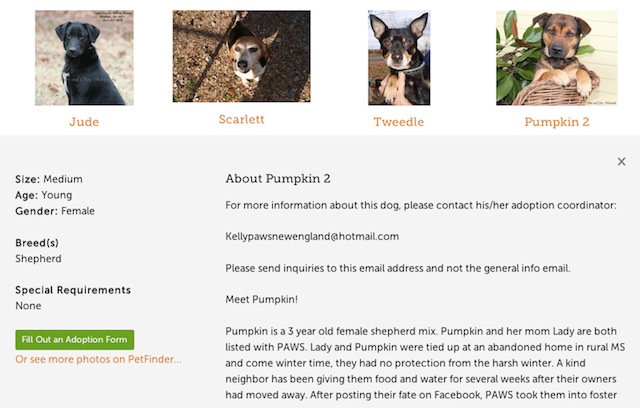 Jude
Scarlett
Tweedle
Pumpkin 2
×
Size: Medium
Age: Young
Gender: Female
Breed(s)
Shepherd
Special Requirements
None
Fill Out an Adoption Form
Or see more photos on PetFinder...
About Pumpkin 2
For more information about this dog, please contact his/her adoption coordinator:
Kellypawsnewengland@hotmail.com
Please send inquiries to this email address and not the general info email.
Meet Pumpkin!
Pumpkin is a 3 year old female shepherd mix. Pumpkin and her mom Lady are both
listed with PAWS. Lady and Pumpkin were tied up at an abandoned home in rural MS
and come winter time, they had no protection from the harsh winter. A kind
neighbor has been giving them food and water for several weeks after their owners
had moved away. After posting their fate on Facebook, PAWS took them into foster